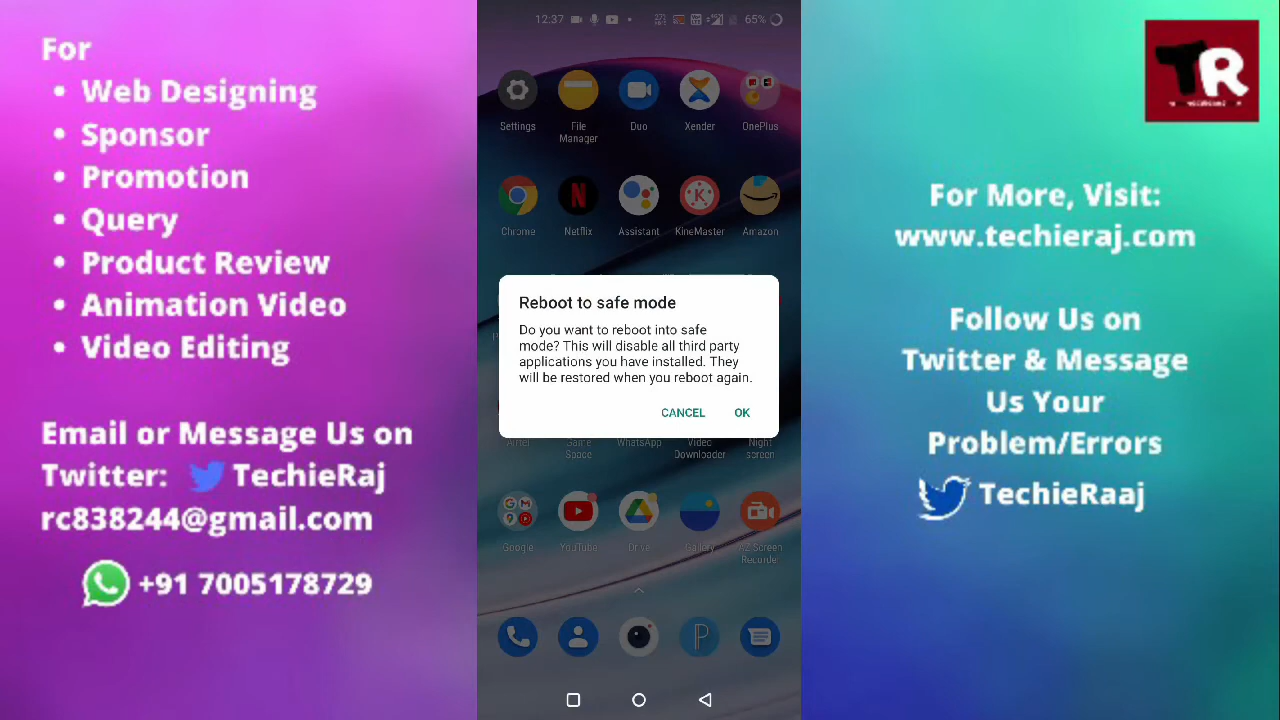 For
• Web Designing
• Sponsor
• Promotion
• Query
• Product Review
• Animation Video
• Video Editing
Email or Message Us on
Twitter: TechieRaj
rc838244@gmail.com
+91 7005178729
12.37
65%
Settings
File Manager
Duo
Xender
OnePlus
Chrome
Netflix
Assistant
KineMaster
Amazon
Reboot to safe mode
Do you want to reboot into safe
mode? This will disable all third party
applications you have installed. They
will be restored when you reboot again.
CANCEL OK
Airtel
Game Space
WhatsApp
Video Downloader
Night screen
Google
YouTube
Drive
Gallery
AZ Screen Recorder
TR
For More, Visit:
www.techieraj.com
Follow Us on
Twitter & Message
Us Your
Problem/Errors
TechieRaaj